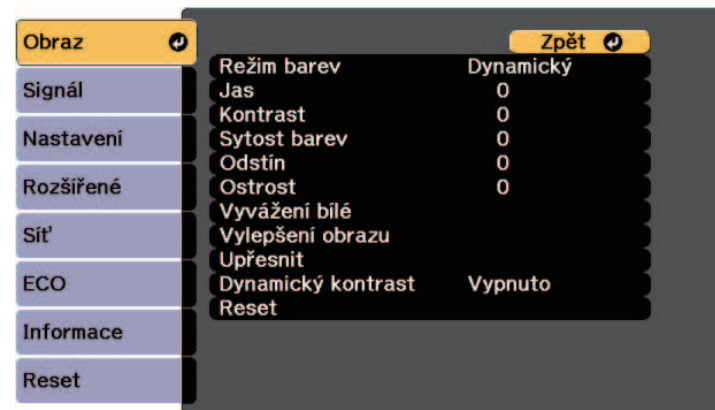 Obraz
Signál
Nastavení
Rozšířené
Síť
ECO
Informace
Reset
Zpět
Režim barev Dynamický
Jas 0
Kontrast 0
Sytost barev 0
Odstín 0
Ostrost 0
Vyvážení bílé
Vylepšení obrazu
Upřesnit
Dynamický kontrast Vypnuto
Reset